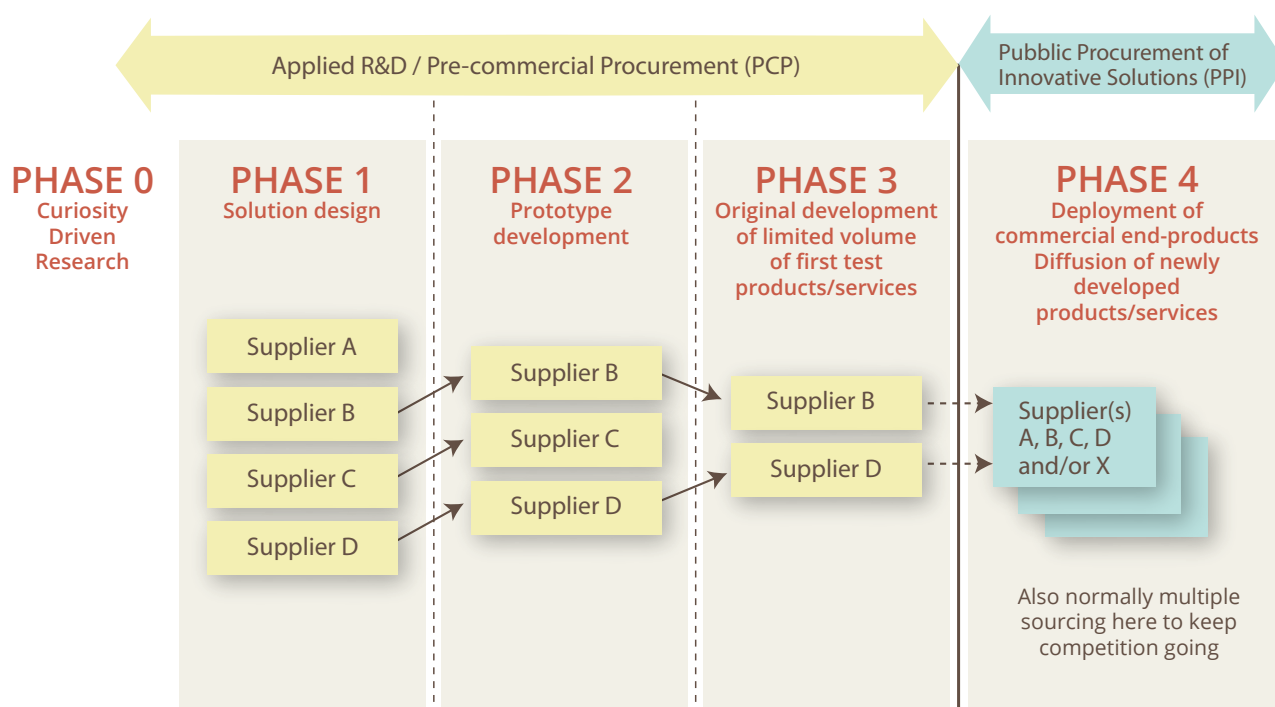 Applied R&D / Pre-commercial Procurement (PCP)
Pubblic Procurement of
Innovative Solutions (PPI)
PHASE 0
Curiosity
Driven
Research
PHASE 1
Solution design
Supplier A
Supplier B
Supplier C
Supplier D
PHASE 2
Prototype
development
Supplier B
Supplier C
Supplier D
PHASE 3
Original development
of limited volume
of first test
products/services
Supplier B
Supplier D
PHASE 4
Deployment of
commercial end-products
Diffusion of newly
developed
products/services
Supplier(s)
A, B, C, D
and/or X
Also normally multiple
sourcing here to keep
competition going